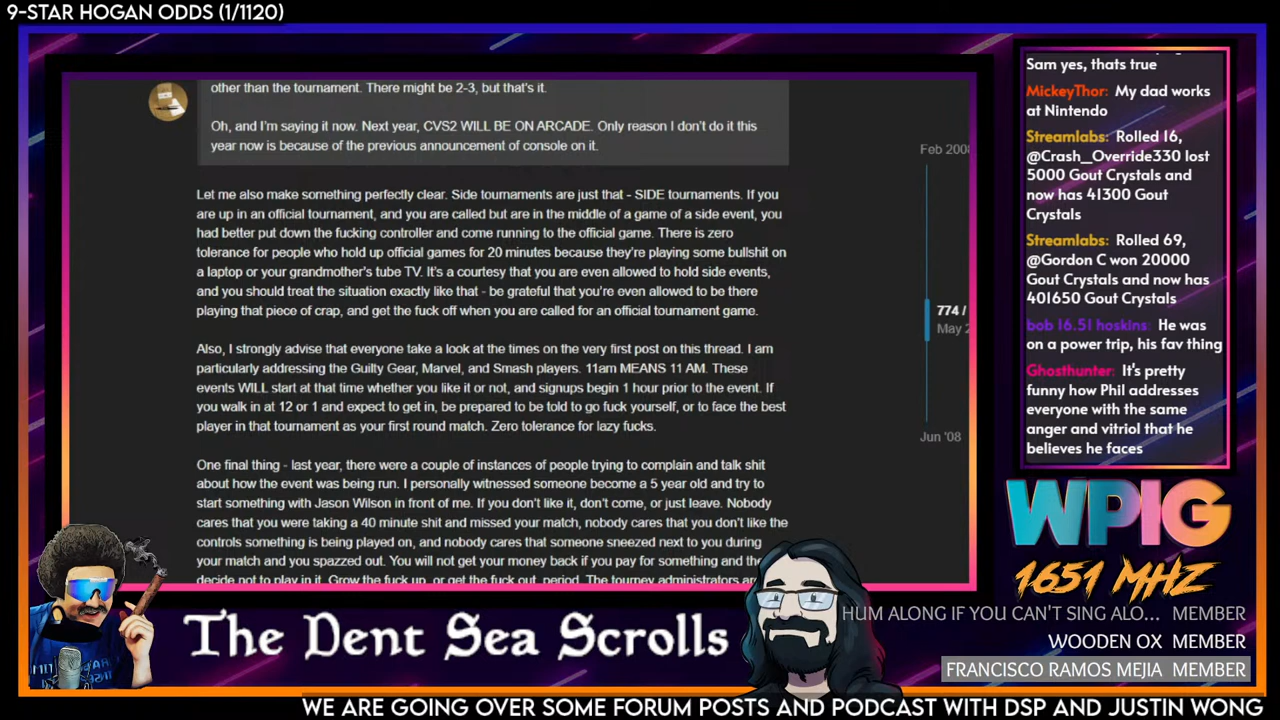 9-STAR HOGAN ODDS (1/1120)
other than the tournament. There might be 2-3, but that's it.
Oh, and I'm saying it now. Next year, CVS2 WILL BE ON ARCADE. Only reason I don't do it this
year now is because of the previous announcement of console on it.
Let me also make something perfectly clear. Side tournaments are just that - SIDE tournaments. If you
are up in an official tournament, and you are called but are in the middle of a game of a side event, you
had better put down the fucking controller and come running to the official game. There is zero
tolerance for people who hold up official games for 20 minutes because they're playing some bullshit on
a laptop or your grandmother's tube TV. It's a courtesy that you are even allowed to hold side events,
and you should treat the situation exactly like that - be grateful that you're even allowed to be there
playing that piece of crap, and get the fuck off when you are called for an official tournament game.
Also, I strongly advise that everyone take a look at the times on the very first post on this thread. I am
particularly addressing the Guilty Gear, Marvel, and Smash players. 11am MEANS 11 AM. These
events WILL start at that time whether you like it or not, and signups begin 1 hour prior to the event. If
you walk in at 12 or 1 and expect to get in, be prepared to be told to go fuck yourself, or to face the best
player in that tournament as your first round match. Zero tolerance for lazy fucks.
One final thing - last year, there were a couple of instances of people trying to complain and talk shit
about how the event was being run. I personally witnessed someone become a 5 year old and try to
start something with Jason Wilson in front of me. If you don't like it, don't come, or just leave. Nobody
cares that you were taking a 40 minute shit and missed your match, nobody cares that you don't like the
controls something is being played on, and nobody cares that someone sneezed next to you during
your match and you spazzed out. You will not get your money back if you pay for something and
decide not to play in it. Grow the fuck up, or get the fuck out, period. The tourney administrators
Feb 2008
774 /
May 2
Jun '08
Sam yes, thats true
MickeyThor: My dad works
at Nintendo
Streamlabs: Rolled 16,
@Crash_Override330 lost
5000 Gout Crystals and
now has 41300 Gout
Crystals
Streamlabs: Rolled 69,
@Gordon C won 20000
Gout Crystals and now has
401650 Gout Crystals
bob 16.51 hoskins: He was
on a power trip, his fav thing
Ghosthunter: It's pretty
funny how Phil addresses
everyone with the same
anger and vitriol that he
believes he faces
WPIG
1651 MHZ
HUM ALONG IF YOU CAN'T SING ALO... MEMBER
WOODEN OX MEMBER
FRANCISCO RAMOS MEJIA MEMBER
The Dent Sea Scrolls
WE ARE GOING OVER SOME FORUM POSTS AND PODCAST WITH DSP AND JUSTIN WONG